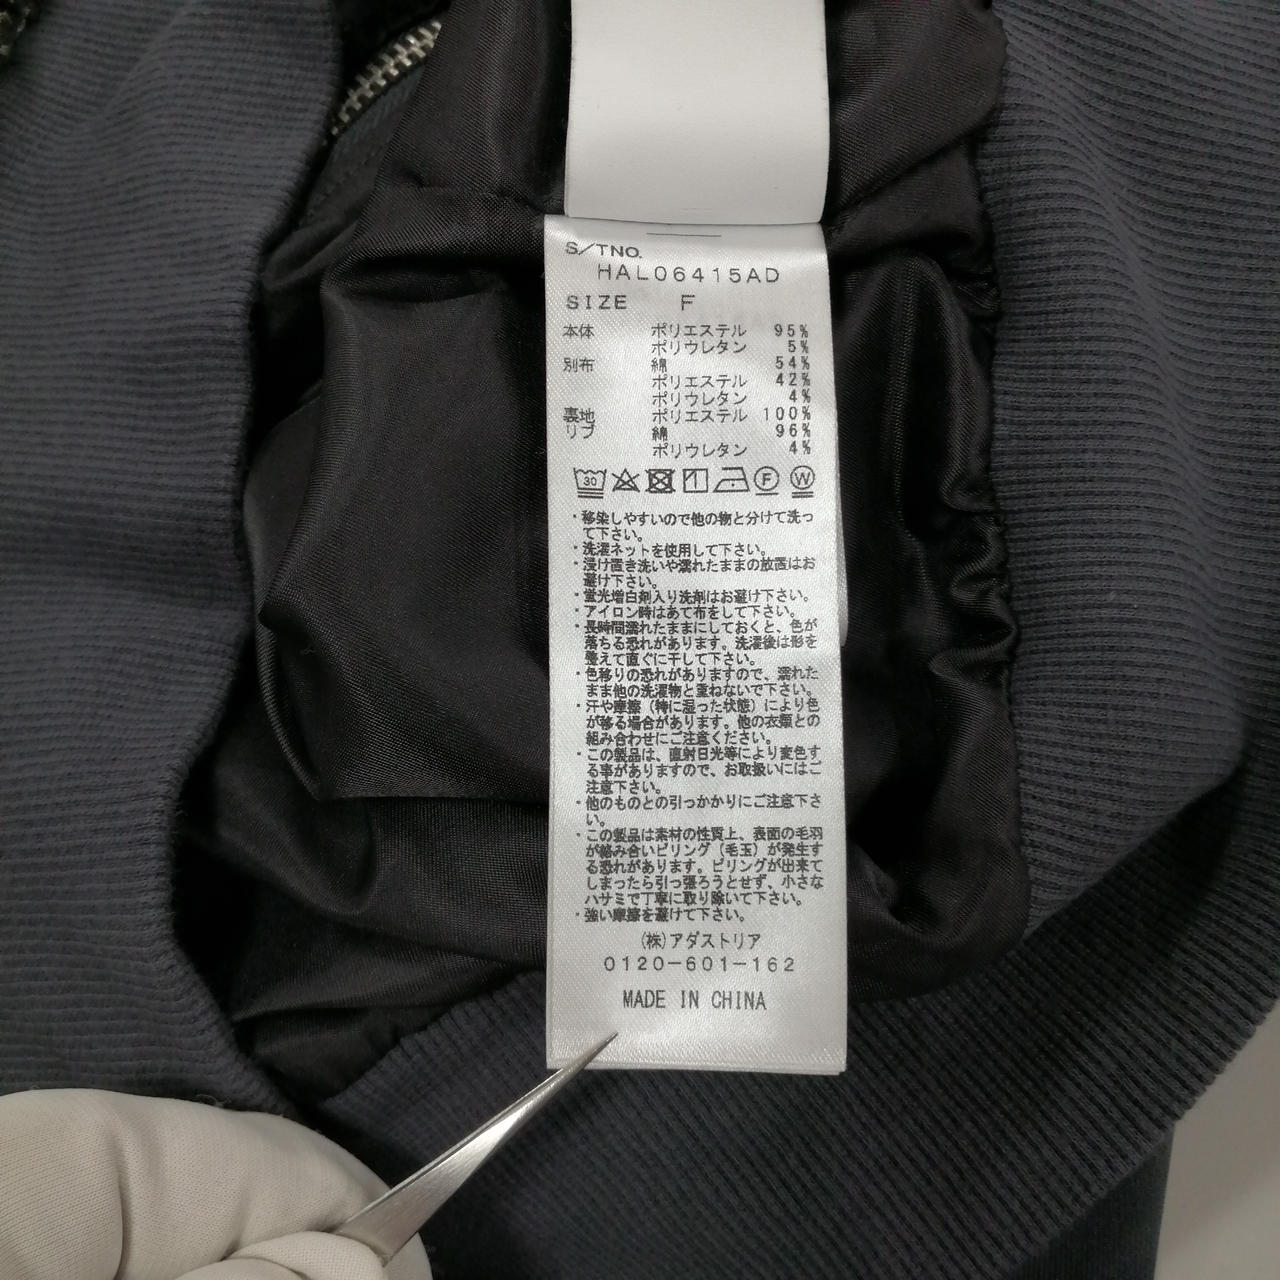 S/TNO.
HAL06415AD
SIZE F
本体 ポリエステル 95%
ポリウレタン 5%
別布 綿 54%
ポリエステル 42%
ポリウレタン 4%
裏地 ポリエステル 100%
リブ 綿 96%
ポリウレタン 4%
30 F W
・移染しやすいので他の物と分けて洗っ
て下さい。
・洗濯ネットを使用して下さい。
・浸け置き洗いや濡れたままの放置はお
避け下さい。
・蛍光増白剤入り洗剤はお避け下さい。
・アイロン時はあて布をして下さい。
・長時間濡れたままにしておくと、色が
落ちる恐れがあります。洗濯後は形を
整えて直ぐに干して下さい。
・色移りの恐れがありますので、濡れた
まま他の洗濯物と重ねないで下さい。
・汗や摩擦（特に湿った状態）により色
が移る場合があります。他の衣類との
組み合わせにご注意ください。
・この製品は、直射日光等により変色す
る事がありますので、お取扱いにはご
注意下さい。
・他のものとの引っかかりにご注意下さ
い。
・この製品は素材の性質上、表面の毛羽
が絡み合いピリング（毛玉）が発生す
る恐れがあります。ピリングが出来て
しまったら引っ張ろうとせず、小さな
ハサミで丁寧に取り除いて下さい。
・強い摩擦を避けて下さい。
(株)アダストリア
0120-601-162
MADE IN CHINA